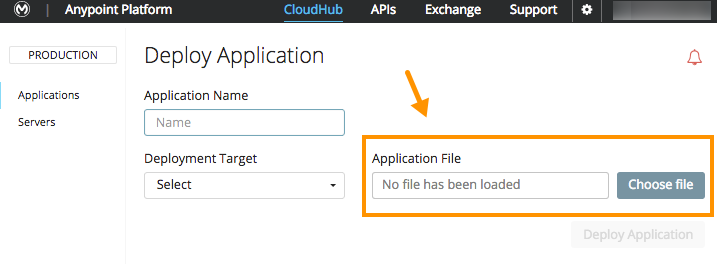 Anypoint Platform CloudHub APIs Exchange Support
PRODUCTION
Deploy Application
Applications
Servers
Application Name
Name
Deployment Target
Select
Application File
No file has been loaded
Choose file
Deploy Application